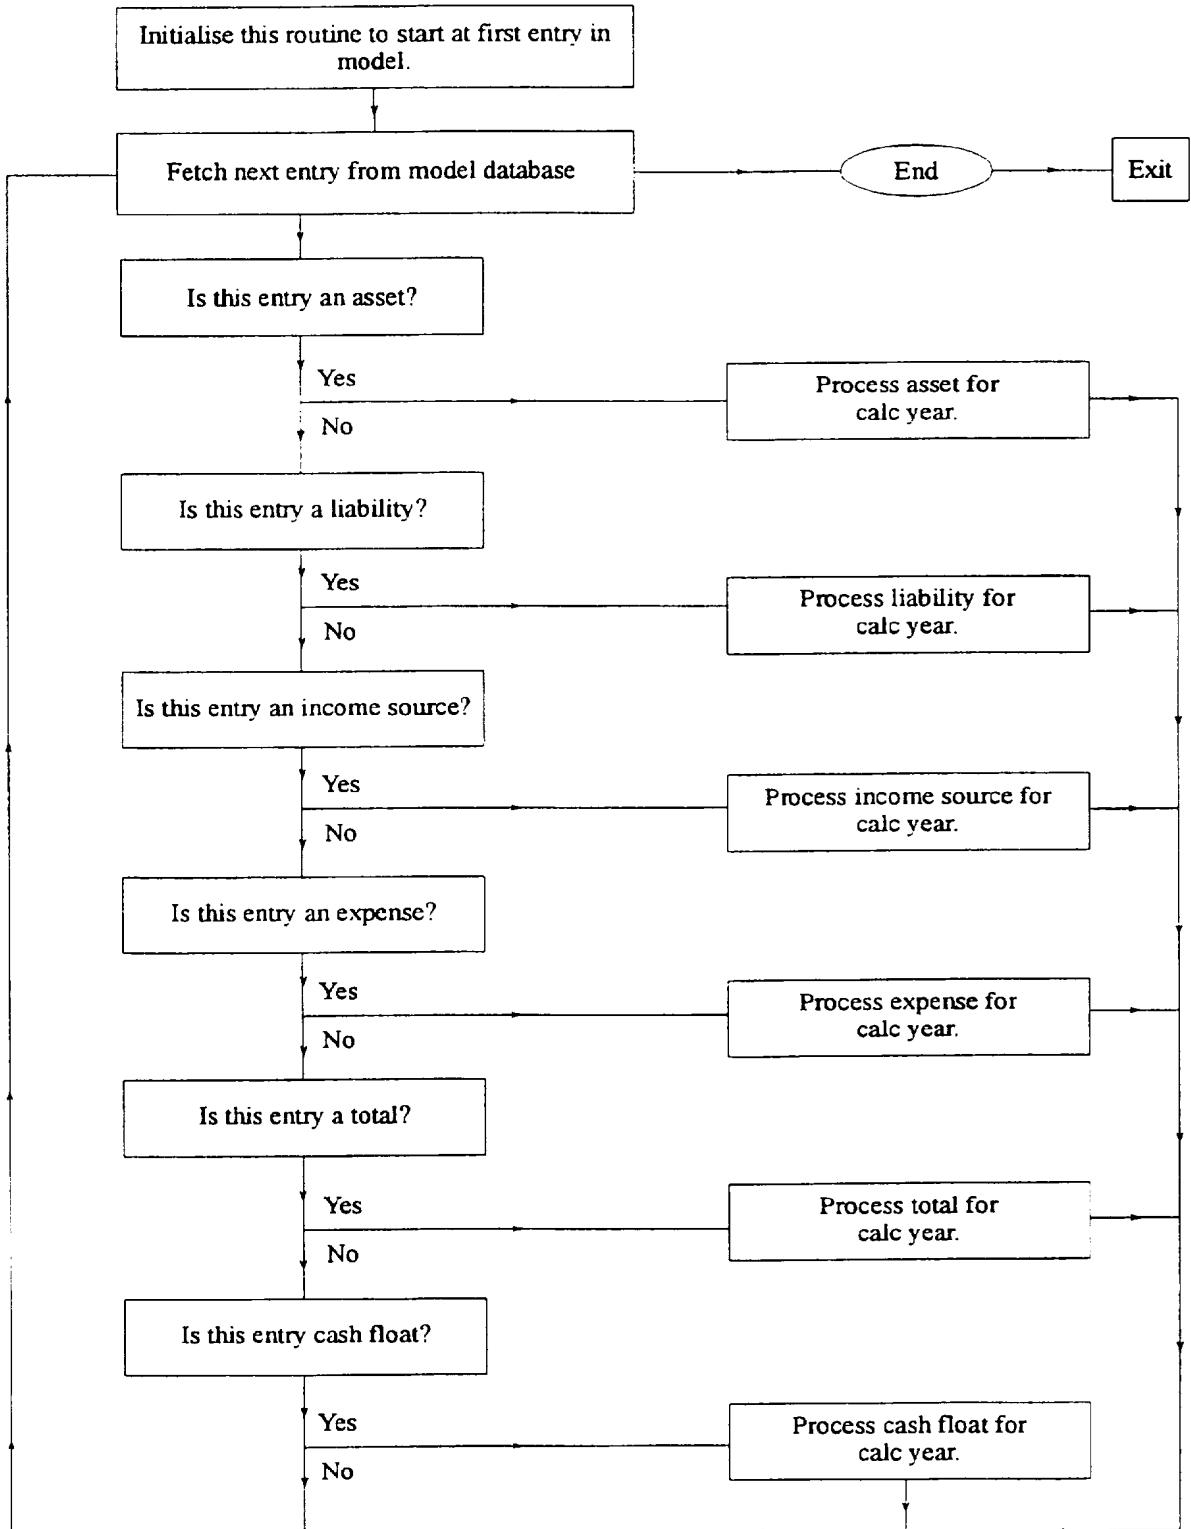 Initialise this routine to start at first entry in
model.
Fetch next entry from model database
End
Exit
Is this entry an asset?
Yes
No
Process asset for
calc year.
Is this entry a liability?
Yes
No
Process liability for
calc year.
Is this entry an income source?
Yes
No
Process income source for
calc year.
Is this entry an expense?
Yes
No
Process expense for
calc year.
Is this entry a total?
Yes
No
Process total for
calc year.
Is this entry cash float?
Yes
No
Process cash float for
calc year.